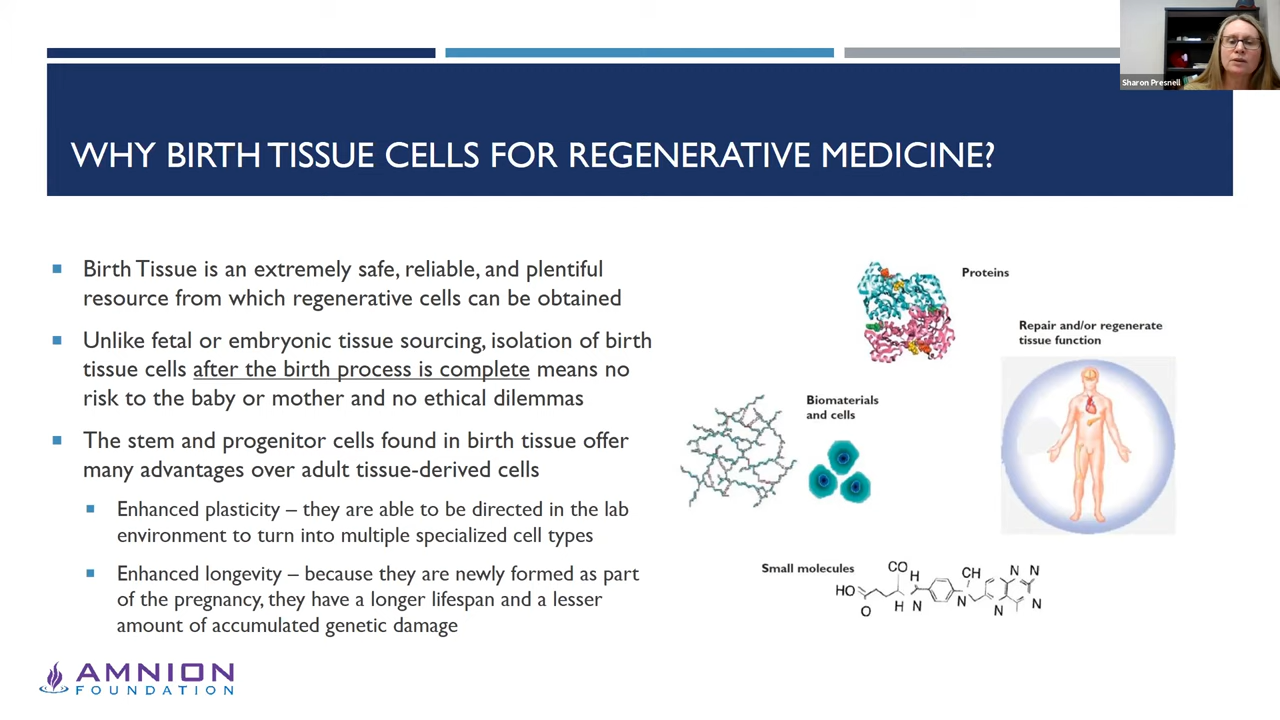 Sharon Presnell
WHY BIRTH TISSUE CELLS FOR REGENERATIVE MEDICINE?
Birth Tissue is an extremely safe, reliable, and plentiful
resource from which regenerative cells can be obtained
Unlike fetal or embryonic tissue sourcing, isolation of birth
tissue cells after the birth process is complete means no
risk to the baby or mother and no ethical dilemmas
The stem and progenitor cells found in birth tissue offer
many advantages over adult tissue-derived cells
Enhanced plasticity – they are able to be directed in the lab
environment to turn into multiple specialized cell types
Enhanced longevity – because they are newly formed as part
of the pregnancy, they have a longer lifespan and a lesser
amount of accumulated genetic damage
Proteins
Repair and/or regenerate
tissue function
Biomaterials
and cells
Small molecules
CO
H
HO
O
H N
CH
N
N N
N
N
AMNION
FOUNDATION